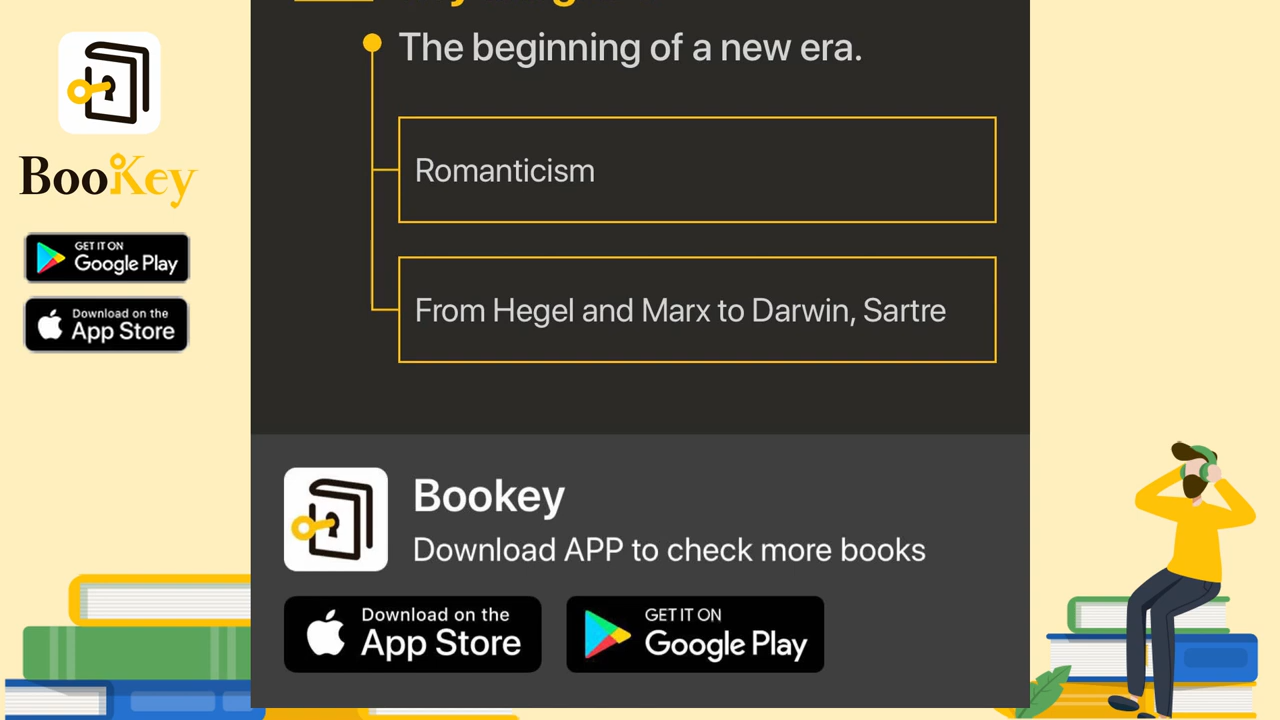 BooKey
GET IT ON
Google Play
Download on the
App Store
The beginning of a new era.
Romanticism
From Hegel and Marx to Darwin, Sartre
Bookey
Download APP to check more books
Download on the
App Store
GET IT ON
Google Play